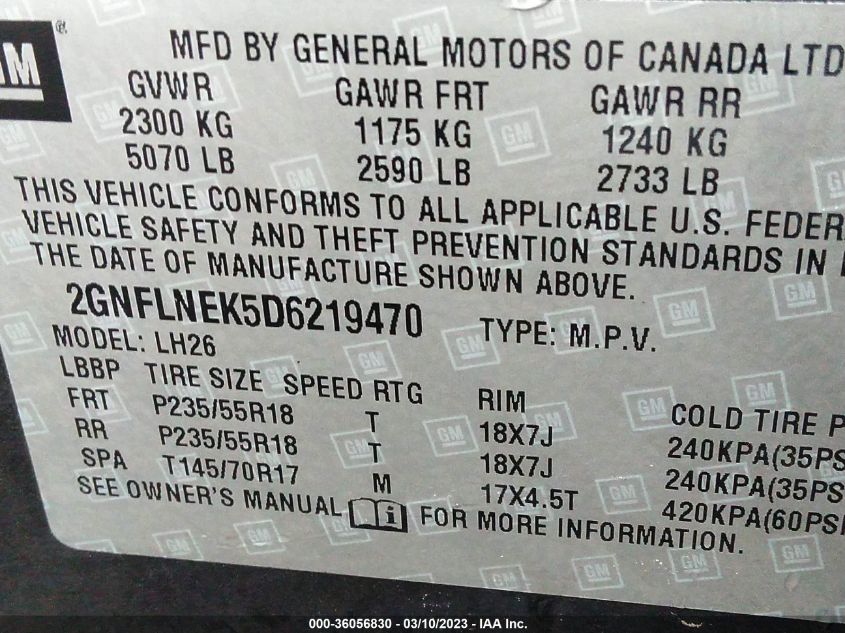 GM ®
MFD BY GENERAL MOTORS OF CANADA LTD
GVWR GAWR FRT GAWR RR
2300 KG 1175 KG 1240 KG
5070 LB 2590 LB 2733 LB
THIS VEHICLE CONFORMS TO ALL APPLICABLE U.S. FEDER
VEHICLE SAFETY AND THEFT PREVENTION STANDARDS IN
THE DATE OF MANUFACTURE SHOWN ABOVE.
2GNFLNEK5D6219470 TYPE: M.P.V.
MODEL: LH26
LBBP TIRE SIZE SPEED RTG RIM COLD TIRE P
FRT P235/55R18 T 18X7J 240KPA(35PS
RR P235/55R18 T 18X7J 240KPA(35PS
SPA T145/70R17 M 17X4.5T 420KPA(60PSI
SEE OWNER'S MANUAL i FOR MORE INFORMATION.
000-36056830 - 03/10/2023 - IAA Inc.